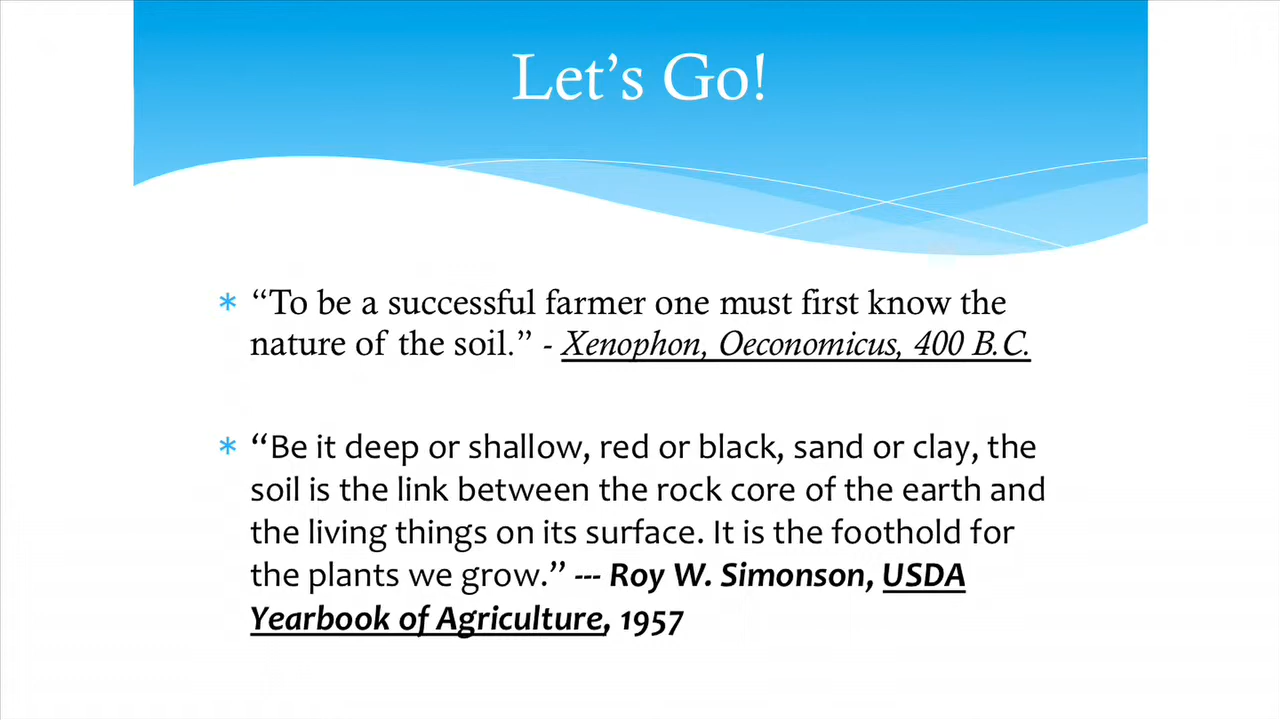 Let’s Go!
* “To be a successful farmer one must first know the
nature of the soil.” - Xenophon, Oeconomicus, 400 B.C.
* “Be it deep or shallow, red or black, sand or clay, the
soil is the link between the rock core of the earth and
the living things on its surface. It is the foothold for
the plants we grow.” --- Roy W. Simonson, USDA
Yearbook of Agriculture, 1957